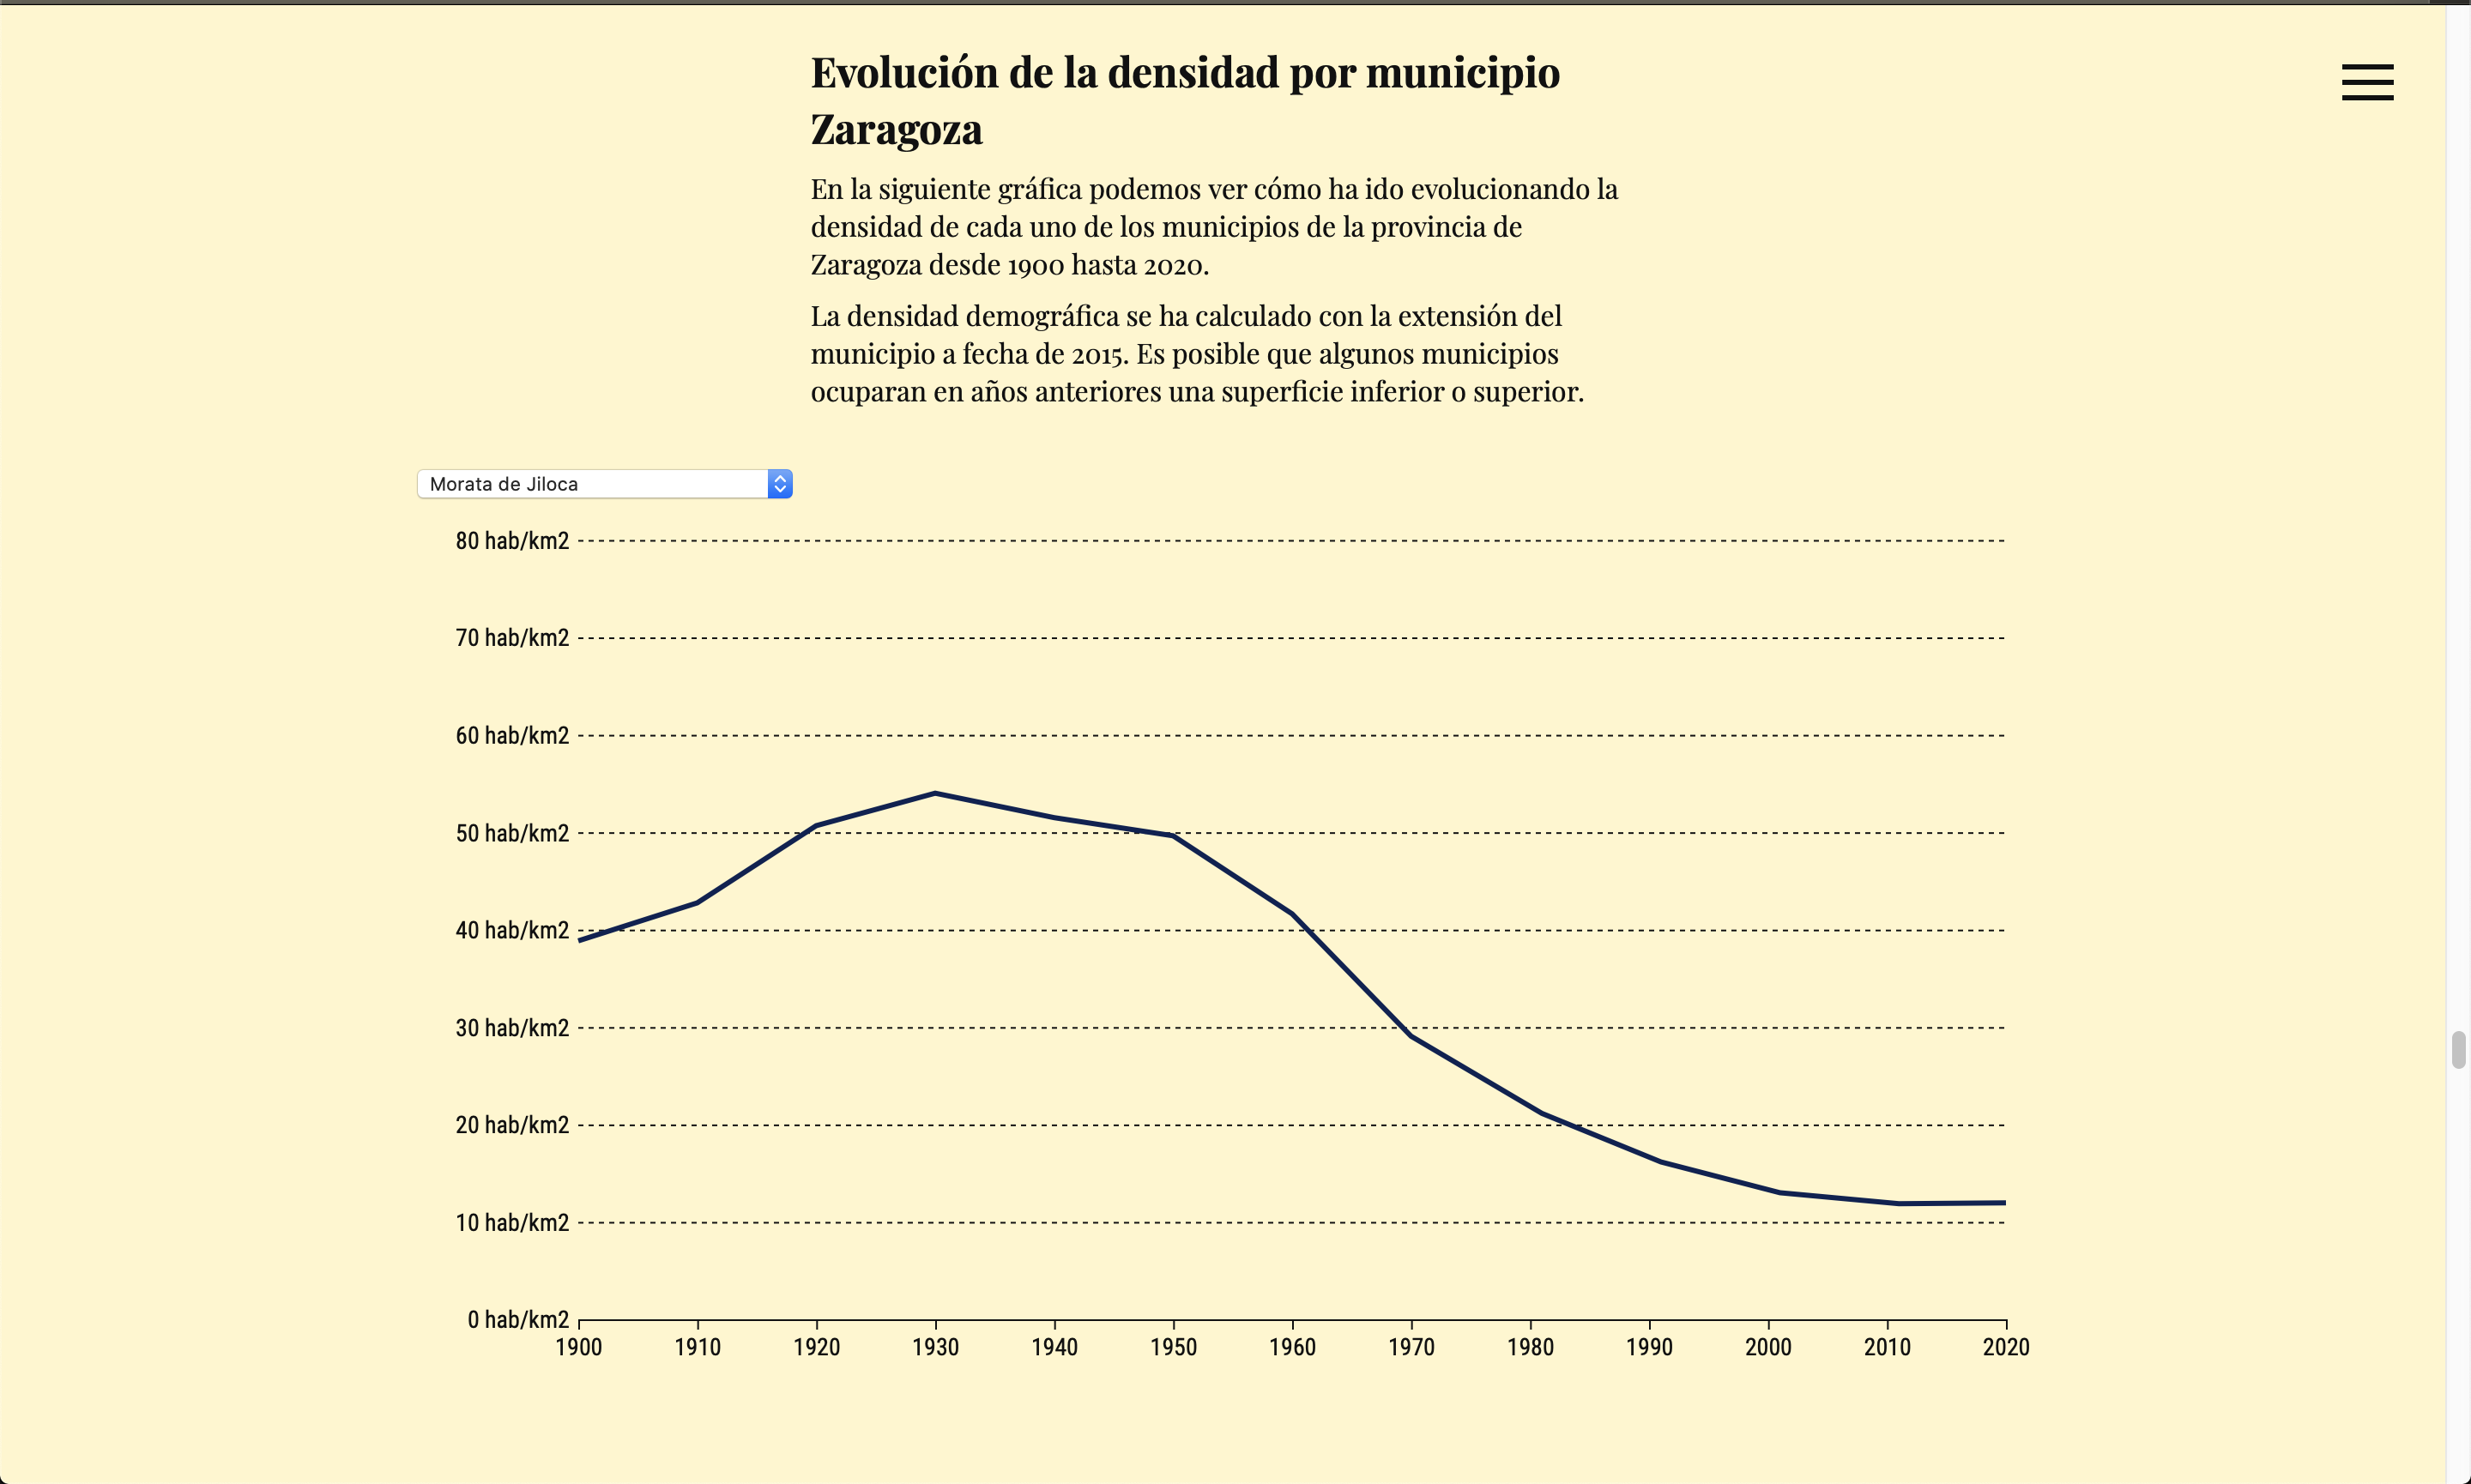 Evolución de la densidad por municipio
Zaragoza
En la siguiente gráfica podemos ver cómo ha ido evolucionando la
densidad de cada uno de los municipios de la provincia de
Zaragoza desde 1900 hasta 2020.
La densidad demográfica se ha calculado con la extensión del
municipio a fecha de 2015. Es posible que algunos municipios
ocuparan en años anteriores una superficie inferior o superior.
Morata de Jiloca
80 hab/km2
70 hab/km2
60 hab/km2
50 hab/km2
40 hab/km2
30 hab/km2
20 hab/km2
10 hab/km2
0 hab/km2
1900 1910 1920 1930 1940 1950 1960 1970 1980 1990 2000 2010 2020